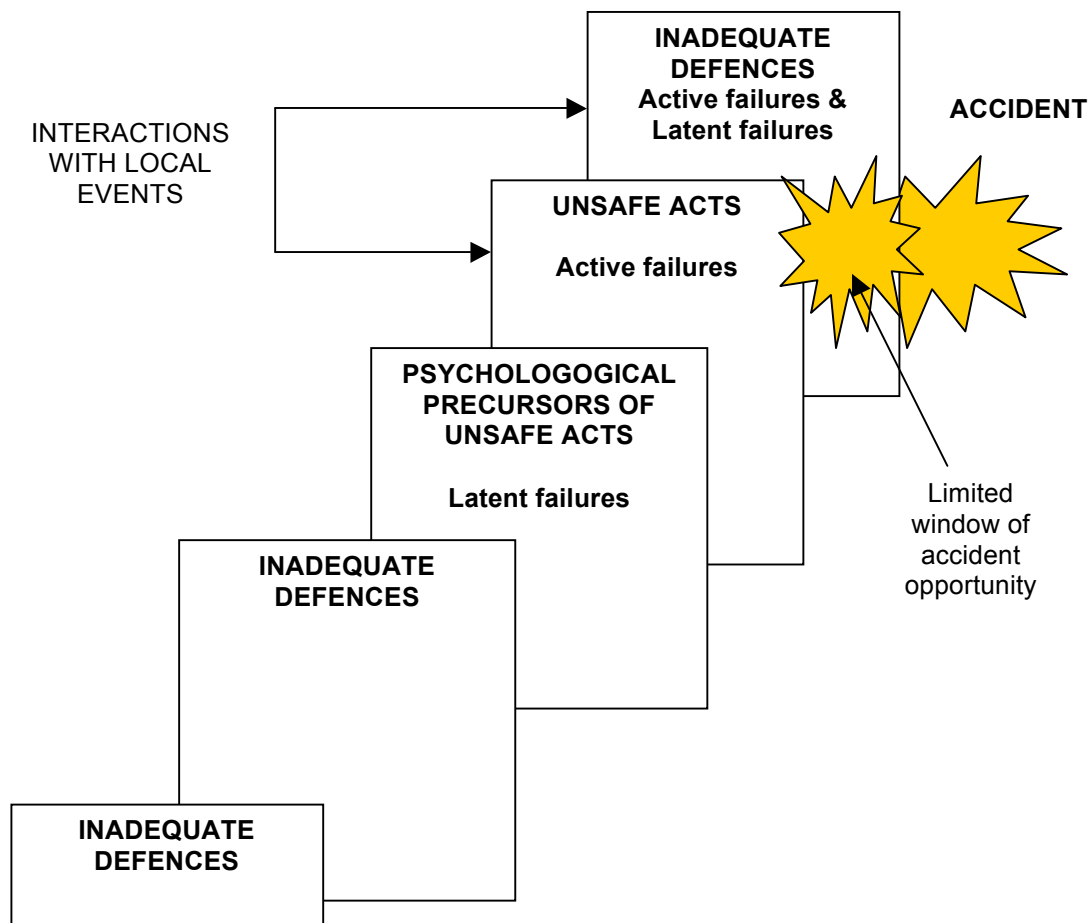 INADEQUATE
DEFENCES
Active failures &
Latent failures
ACCIDENT
INTERACTIONS
WITH LOCAL
EVENTS
UNSAFE ACTS
Active failures
PSYCHOLOGOGICAL
PRECURSORS OF
UNSAFE ACTS
Latent failures
Limited
window of
accident
opportunity
INADEQUATE
DEFENCES
INADEQUATE
DEFENCES